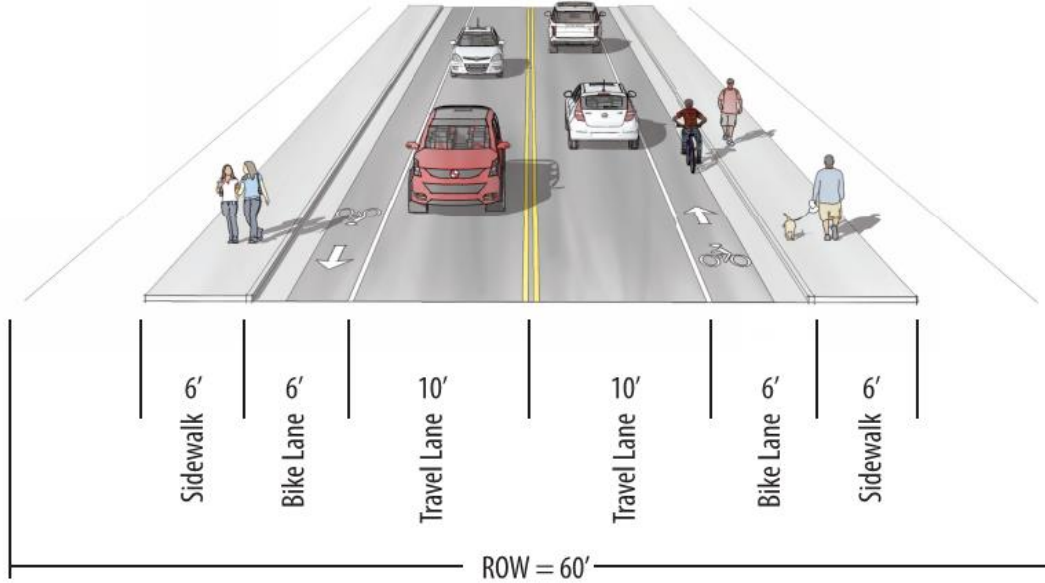 6’ Sidewalk
6’ Bike Lane
10’ Travel Lane
10’ Travel Lane
6’ Bike Lane
6’ Sidewalk
ROW = 60’